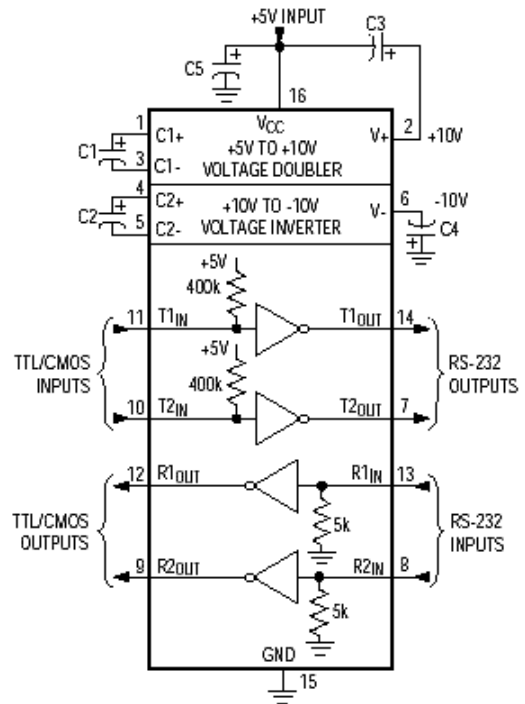 +5V INPUT
C3
+
C5
+
16
1
C1+
VCC
V+
2
+10V
+5V TO +10V
VOLTAGE DOUBLER
C1
+
3
C1-
4
C2+
+10V TO -10V
VOLTAGE INVERTER
V-
6
-10V
C2
+
5
C2-
C4
+
+5V
400k
11
T1IN
T1OUT
14
+5V
400k
TTL/CMOS
INPUTS
RS-232
OUTPUTS
10
T2IN
T2OUT
7
12
R1OUT
R1IN
13
5k
TTL/CMOS
OUTPUTS
RS-232
INPUTS
9
R2OUT
R2IN
8
5k
GND
15